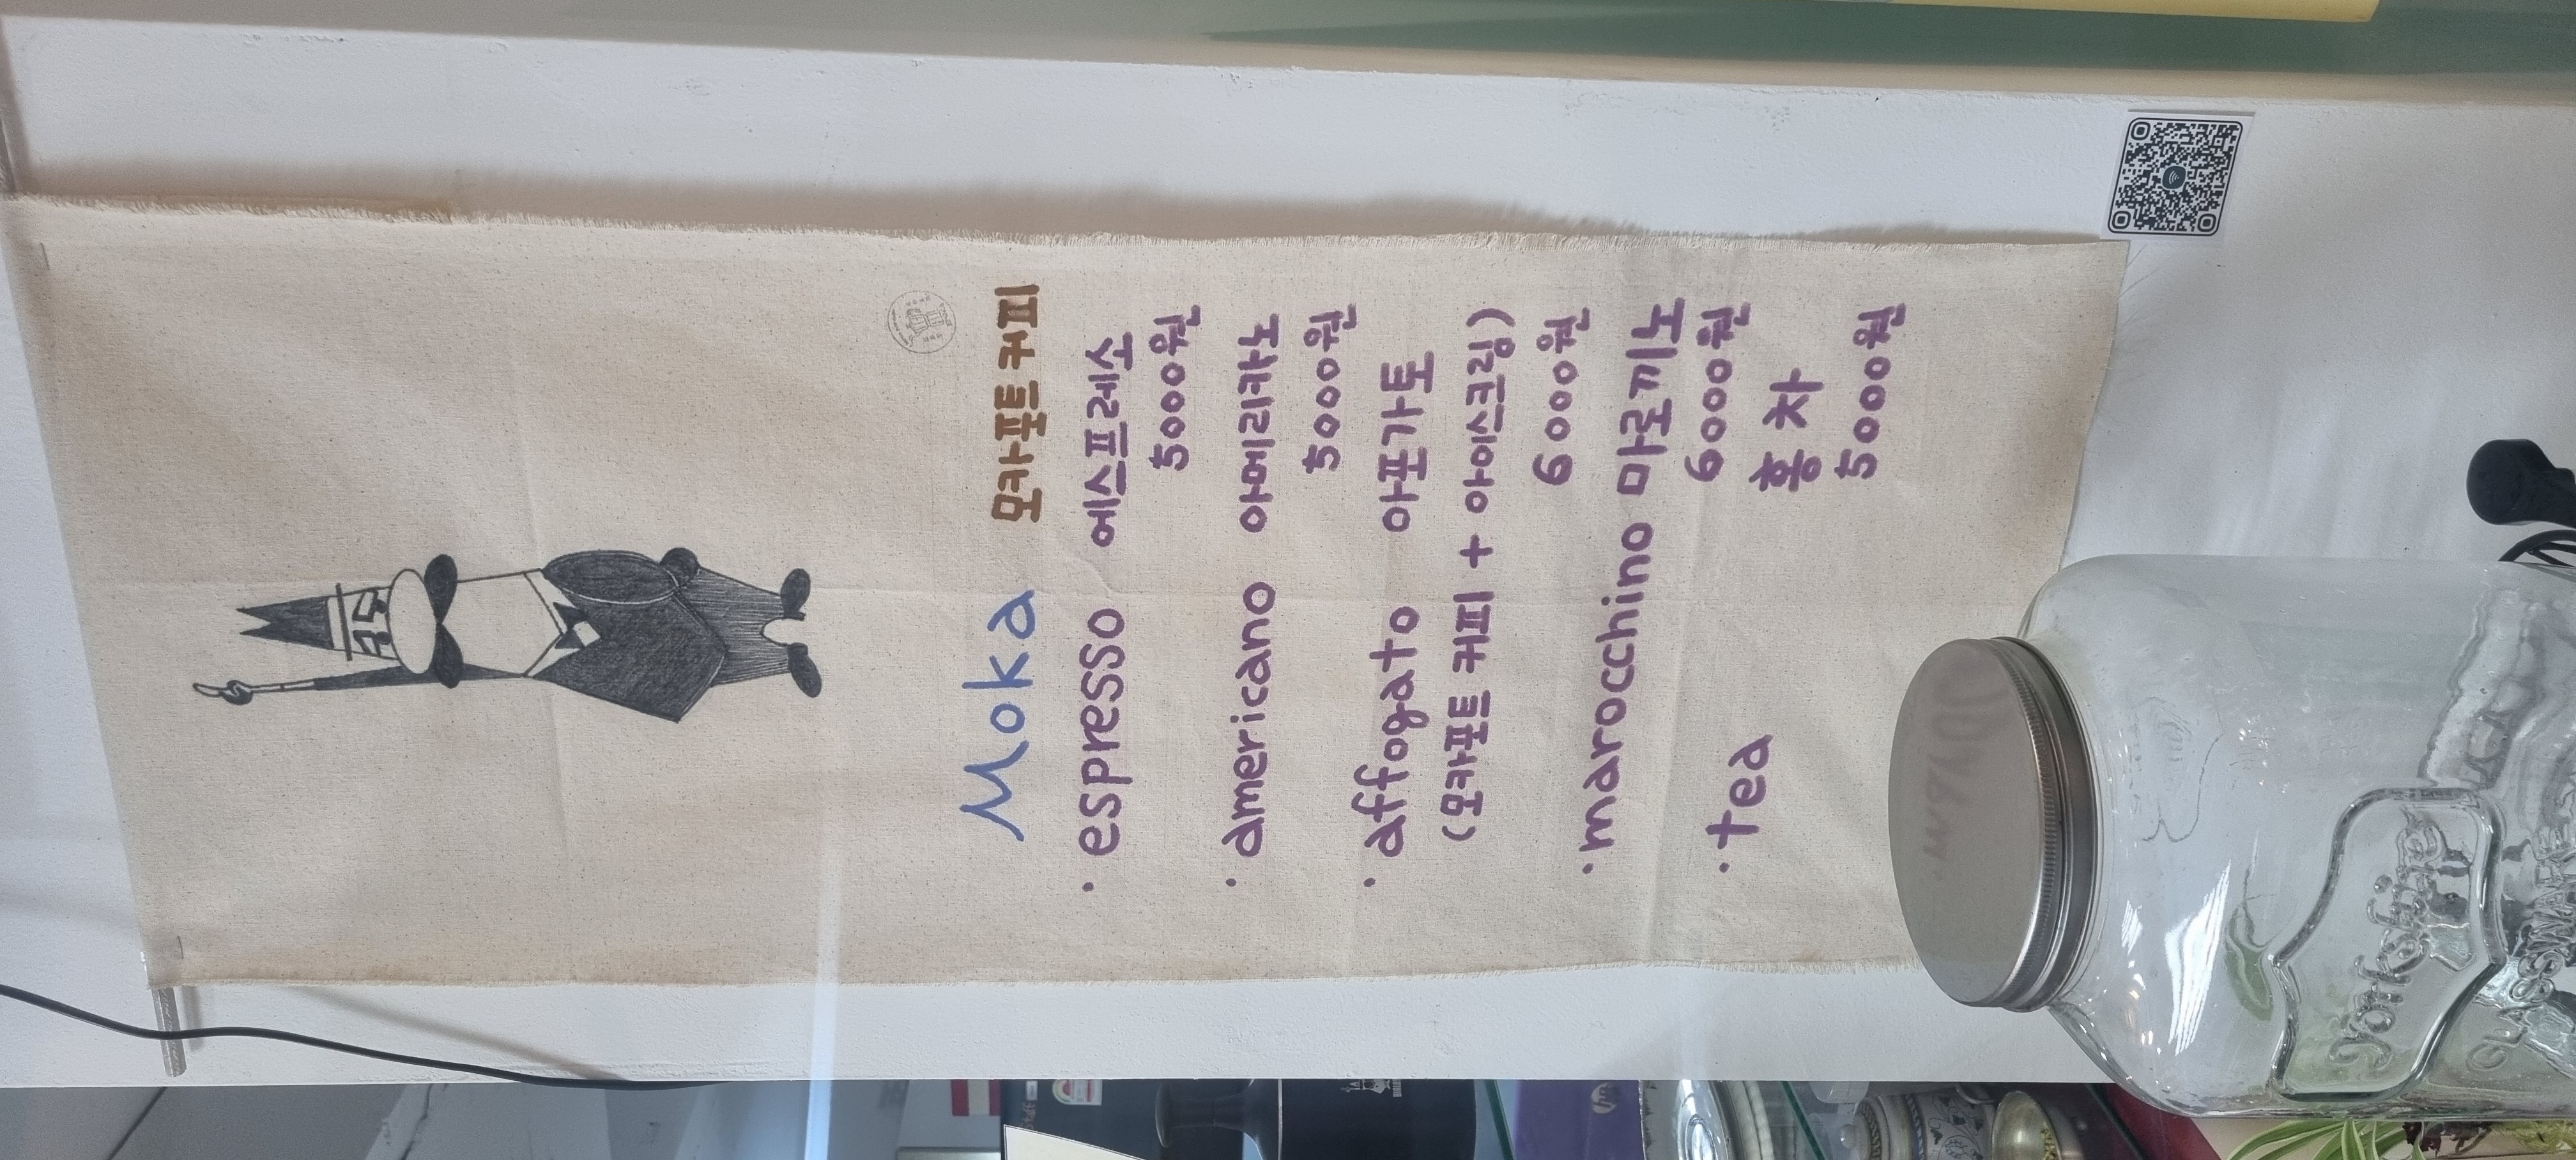 Moka 모카포트 커피
· espresso 에스프레소
5000원
· americano 아메리카노
5000원
· affogato 아포가토
(모카포트 커피 + 아이스크림)
6000원
· marocchino 마로끼노
6000원
· tea 홍차
5000원
Yorkshire